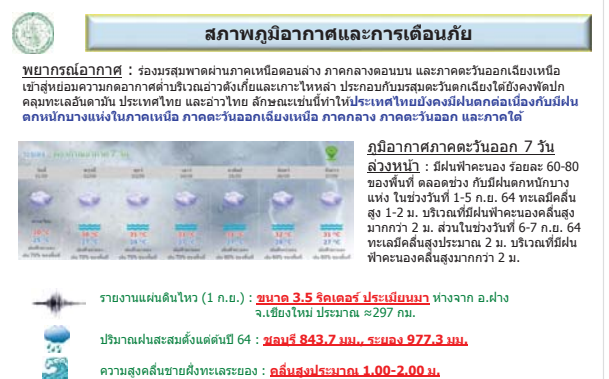 สภาพภูมิอากาศและการเตือนภัย
พยากรณ์อากาศ : ร่องมรสุมพาดผ่านภาคเหนือตอนล่าง ภาคกลางตอนบน และภาคตะวันออกเฉียงเหนือ
เข้าสู่หย่อมความกดอากาศต่ำบริเวณอ่าวตังเกี๋ยและเกาะไหหลำ ประกอบกับมรสุมตะวันตกเฉียงใต้ยังคงพัดปก
คลุมทะเลอันดามัน ประเทศไทย และอ่าวไทย ลักษณะเช่นนี้ทำให้ประเทศไทยยังคงมีฝนตกต่อเนื่องกับมีฝน
ตกหนักบางแห่งในภาคเหนือ ภาคตะวันออกเฉียงเหนือ ภาคกลาง ภาคตะวันออก และภาคใต้
ภูมิอากาศภาคตะวันออก 7 วัน
ล่วงหน้า : มีฝนฟ้าคะนอง ร้อยละ 60-80
ของพื้นที่ ตลอดช่วง กับมีฝนตกหนักบาง
แห่ง ในช่วงวันที่ 1-5 ก.ย. 64 ทะเลมีคลื่น
สูง 1-2 ม. บริเวณที่มีฝนฟ้าคะนองคลื่นสูง
มากกว่า 2 ม. ส่วนในช่วงวันที่ 6-7 ก.ย. 64
ทะเลมีคลื่นสูงประมาณ 2 ม. บริเวณที่มีฝน
ฟ้าคะนองคลื่นสูงมากกว่า 2 ม.
รายงานแผ่นดินไหว (1 ก.ย.) : ขนาด 3.5 ริคเตอร์ ประเมียนมา ห่างจาก อ.ฝาง
จ.เชียงใหม่ ประมาณ ≈297 กม.
ปริมาณฝนสะสมตั้งแต่ต้นปี 64 : ชลบุรี 843.7 มม., ระยอง 977.3 มม.
ความสูงคลื่นชายฝั่งทะเลระยอง : คลื่นสูงประมาณ 1.00-2.00 ม.